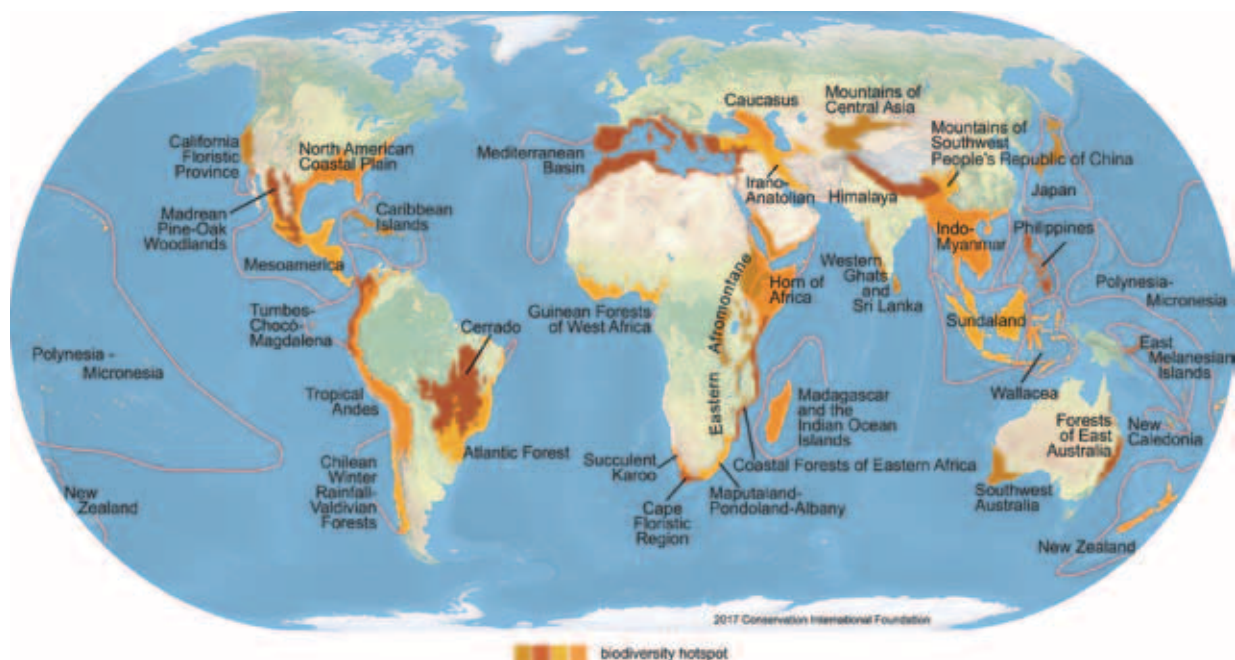 Caucasus
Mountains of
Central Asia
California
Floristic
Province
North American
Coastal Plain
Mediterranean
Basin
Mountains of
Southwest
People's Republic of China
Irano-
Anatolian
Himalaya
Japan
Madrean
Pine-Oak
Woodlands
Caribbean
Islands
Indo-
Myanmar
Philippines
Mesoamerica
Western
Ghats
and
Sri Lanka
Horn of
Africa
Polynesia-
Micronesia
Guinean Forests
of West Africa
Eastern Afromontane
Tumbes-
Chocó-
Magdalena
Cerrado
Sundaland
East
Melanesian
Islands
Polynesia -
Micronesia
Wallacea
Tropical
Andes
Madagascar
and the
Indian Ocean
Islands
Forests
of East
Australia
New
Caledonia
Atlantic Forest
Succulent
Karoo
Coastal Forests of Eastern Africa
Chilean
Winter
Rainfall-
Valdivian
Forests
New
Zealand
Cape
Floristic
Region
Maputaland-
Pondoland-Albany
Southwest
Australia
New Zealand
2017 Conservation International Foundation
biodiversity hotspot